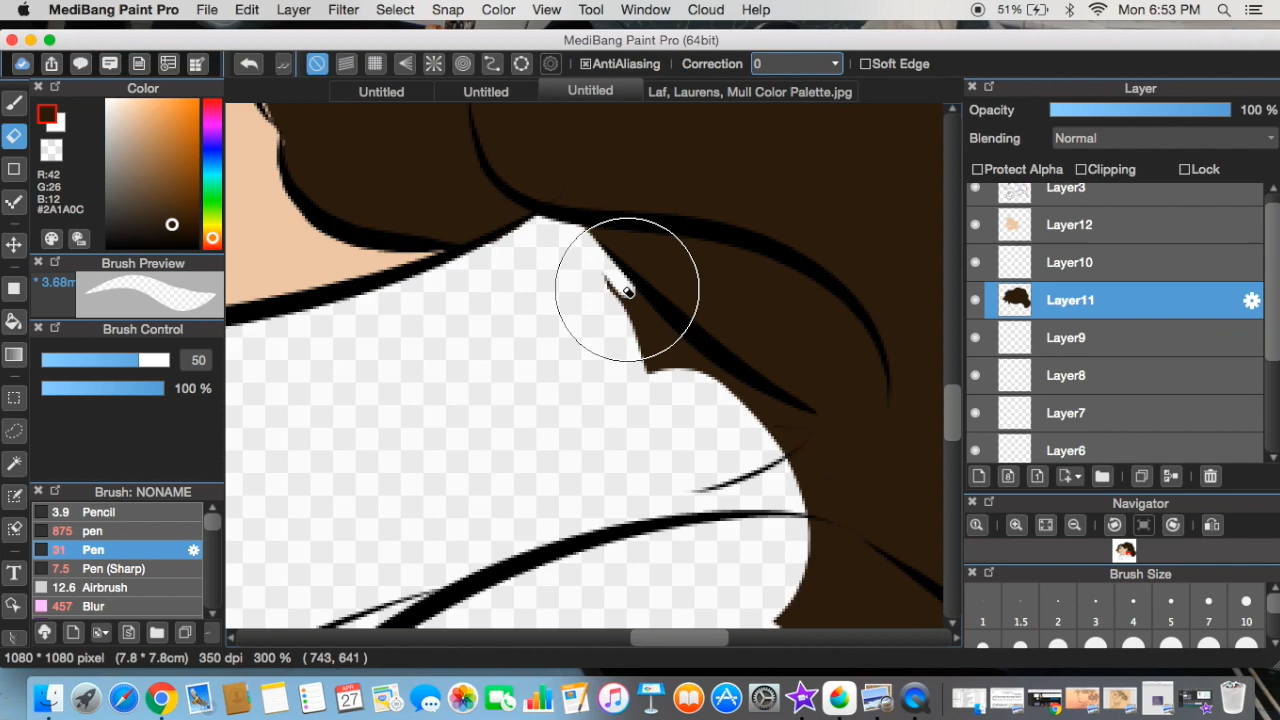 MediBang Paint Pro File Edit Layer Filter Select Snap Color View Tool Window Cloud Help 51% Mon 6:53 PM
MediBang Paint Pro (64bit)
AntiAliasing Correction 0 Soft Edge
Untitled Untitled Untitled Laf, Laurens, Mull Color Palette.jpg
Color
R:42
G:26
B:12
#2A1A0C
Brush Preview
* 3.68m
Brush Control
50
100 %
Brush: NONAME
3.9 Pencil
875 pen
31 Pen
7.5 Pen (Sharp)
12.6 Airbrush
457 Blur
T
Layer
Opacity 100 %
Blending Normal
Protect Alpha Clipping Lock
Layer3
Layer12
Layer10
Layer11
Layer9
Layer8
Layer7
Layer6
Navigator
Brush Size
1 1.5 2 3 4 5 7 10
1080 * 1080 pixel (7.8 * 7.8cm) 350 dpi 300 % ( 743, 641 )
APR
27